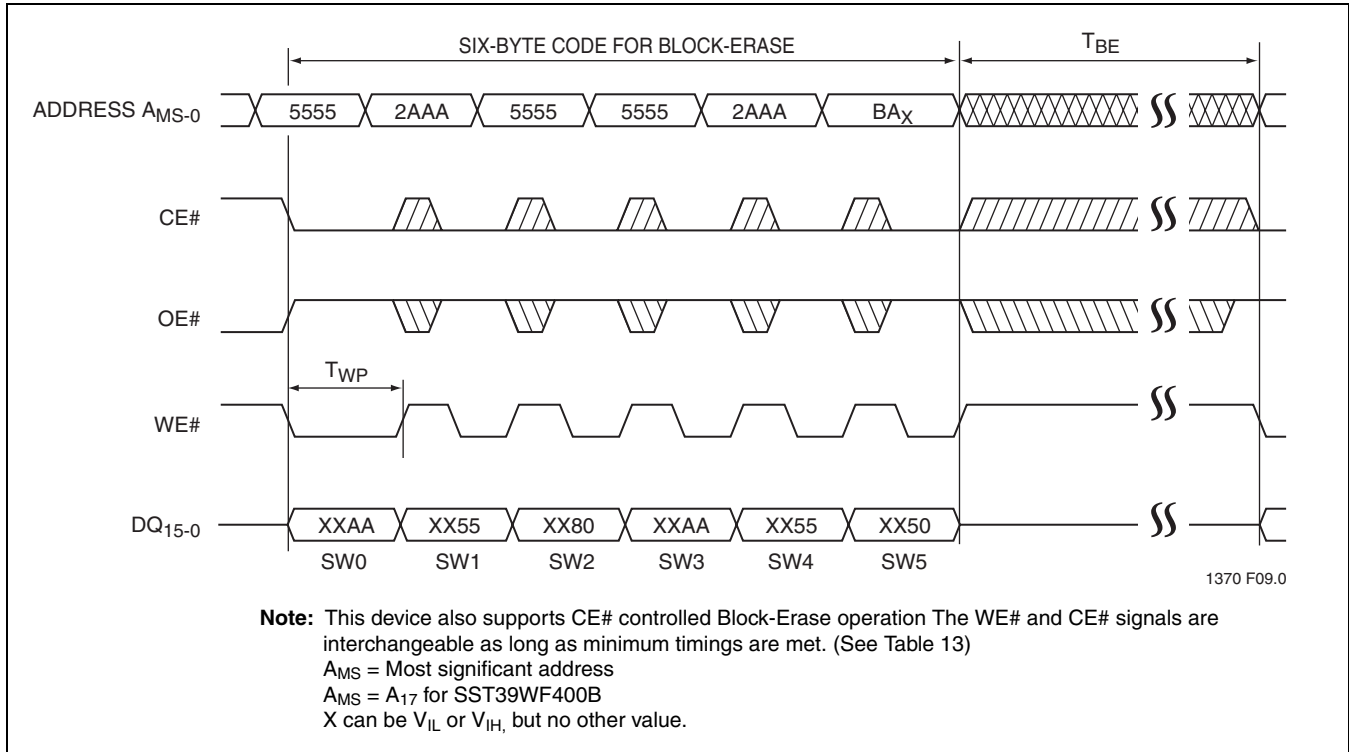 SIX-BYTE CODE FOR BLOCK-ERASE TBE
ADDRESS AMS-0 5555 2AAA 5555 5555 2AAA BAX
CE#
OE#
TWP
WE#
DQ15-0 XXAA XX55 XX80 XXAA XX55 XX50
SW0 SW1 SW2 SW3 SW4 SW5
1370 F09.0
Note: This device also supports CE# controlled Block-Erase operation The WE# and CE# signals are
interchangeable as long as minimum timings are met. (See Table 13)
AMS = Most significant address
AMS = A17 for SST39WF400B
X can be VIL or VIH, but no other value.